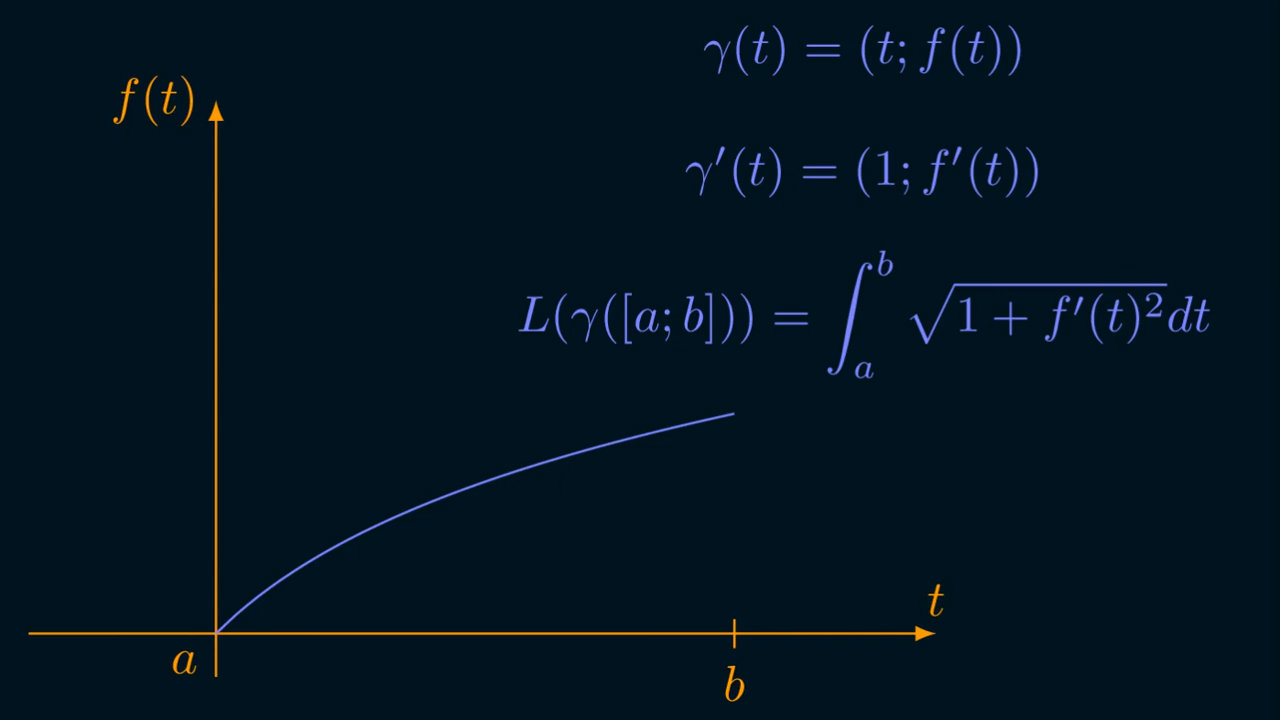 γ(t) = (t; f(t))
f(t)
γ′(t) = (1; f′(t))
L(γ([a; b])) = ∫_a^b √(1 + f′(t)²)dt
t
a
b